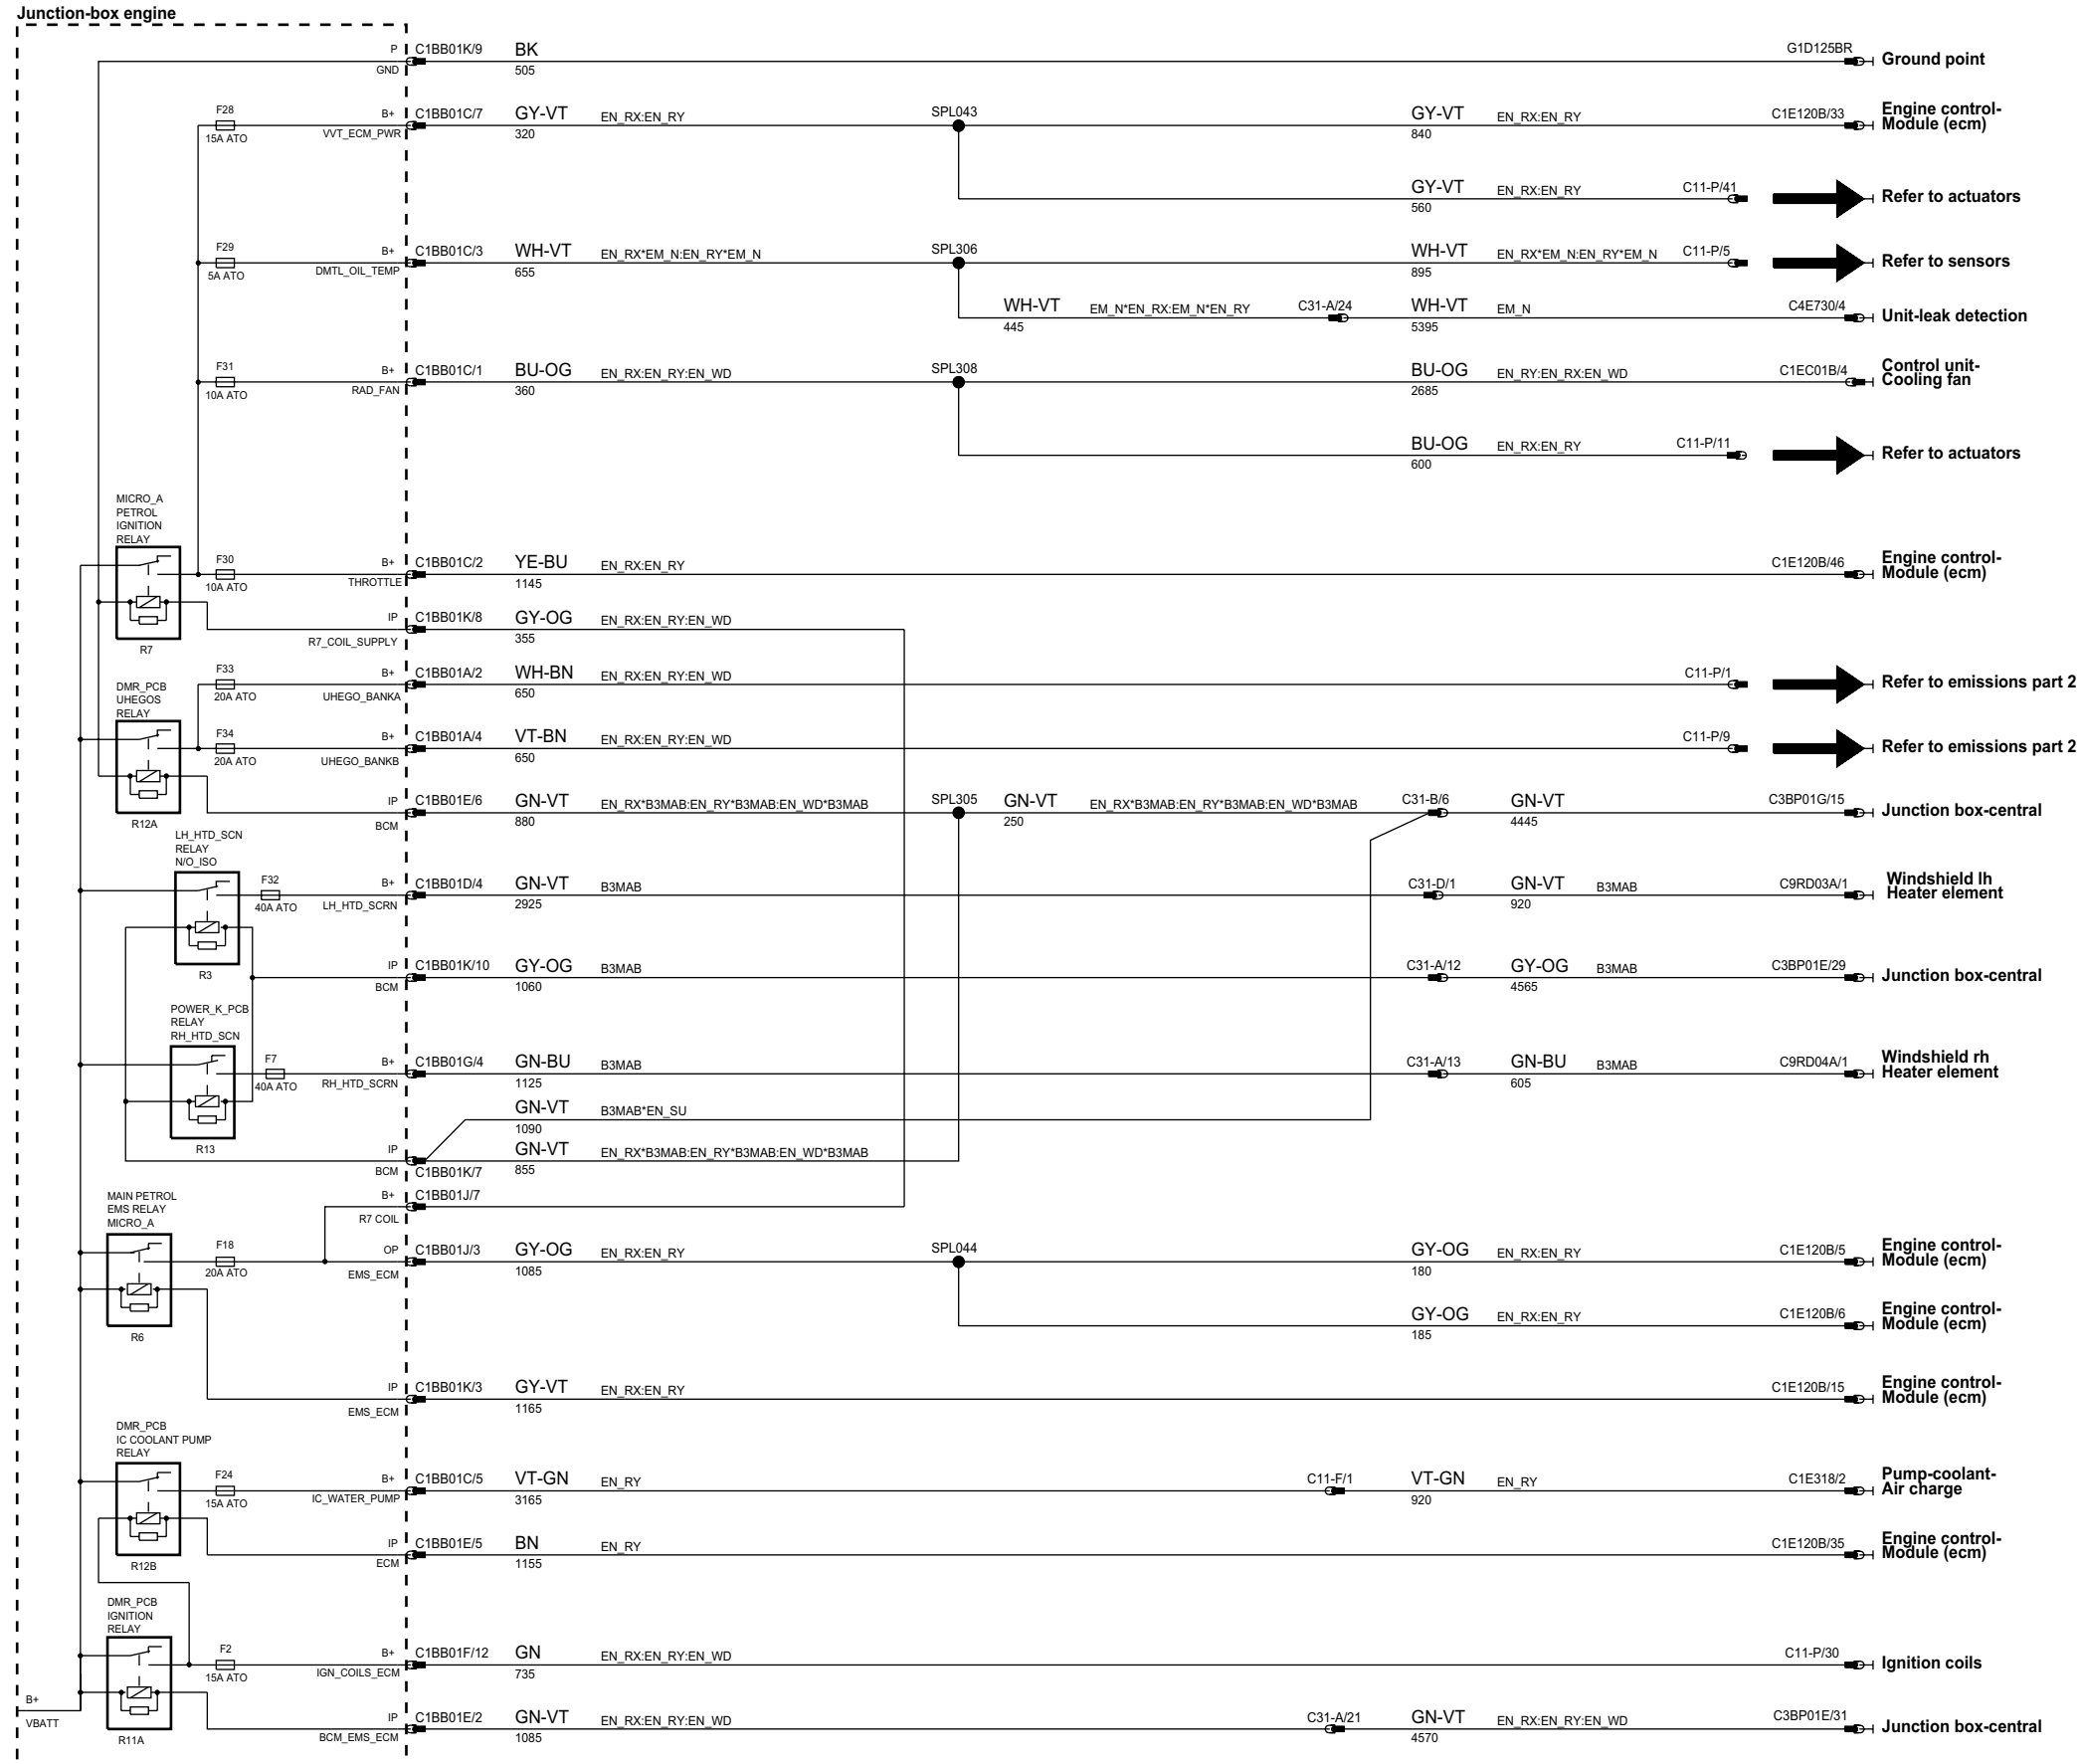 Junction-box engine
P C1BB01K/9 BK G1D125BR
GND 505 Ground point
F28 B+ C1BB01C/7 GY-VT EN_RX:EN_RY SPL043 GY-VT EN_RX:EN_RY C1E120B/33 Engine control-
15A ATO VVT_ECM_PWR 320 840 Module (ecm)
GY-VT EN_RX:EN_RY C11-P/41 Refer to actuators
560
F29 B+ C1BB01C/3 WH-VT EN_RX*EM_N:EN_RY*EM_N SPL306 WH-VT EN_RX*EM_N:EN_RY*EM_N C11-P/5 Refer to sensors
5A ATO DMTL_OIL_TEMP 655 895
WH-VT EM_N*EN_RX:EM_N*EN_RY C31-A/24 WH-VT EM_N C4E730/4 Unit-leak detection
445 5395
F31 B+ C1BB01C/1 BU-OG EN_RX:EN_RY:EN_WD SPL308 BU-OG EN_RY:EN_RX:EN_WD C1EC01B/4 Control unit-
10A ATO RAD_FAN 360 2685 Cooling fan
BU-OG EN_RX:EN_RY C11-P/11 Refer to actuators
600
MICRO_A
PETROL
IGNITION
RELAY
F30 B+ C1BB01C/2 YE-BU EN_RX:EN_RY C1E120B/46 Engine control-
10A ATO THROTTLE 1145 Module (ecm)
IP C1BB01K/8 GY-OG EN_RX:EN_RY:EN_WD
R7_COIL_SUPPLY 355
R7
F33 B+ C1BB01A/2 WH-BN EN_RX:EN_RY:EN_WD C11-P/1 Refer to emissions part 2
20A ATO UHEGO_BANKA 650
DMR_PCB
UHEGOS
RELAY
F34 B+ C1BB01A/4 VT-BN EN_RX:EN_RY:EN_WD C11-P/9 Refer to emissions part 2
20A ATO UHEGO_BANKB 650
IP C1BB01E/6 GN-VT EN_RX*B3MAB:EN_RY*B3MAB:EN_WD*B3MAB SPL305 GN-VT EN_RX*B3MAB:EN_RY*B3MAB:EN_WD*B3MAB C31-B/6 GN-VT C3BP01G/15 Junction box-central
R12A BCM 880 250 4445
LH_HTD_SCN
RELAY
N/O_ISO
F32 B+ C1BB01D/4 GN-VT B3MAB C31-D/1 GN-VT B3MAB C9RD03A/1 Windshield lh
40A ATO LH_HTD_SCRN 2925 920 Heater element
R3
IP C1BB01K/10 GY-OG B3MAB C31-A/12 GY-OG B3MAB C3BP01E/29 Junction box-central
BCM 1060 4565
POWER_K_PCB
RELAY
RH_HTD_SCN
F7 B+ C1BB01G/4 GN-BU B3MAB C31-A/13 GN-BU B3MAB C9RD04A/1 Windshield rh
40A ATO RH_HTD_SCRN 1125 605 Heater element
GN-VT B3MAB*EN_SU
1090
R13
IP GN-VT EN_RX*B3MAB:EN_RY*B3MAB:EN_WD*B3MAB
BCM C1BB01K/7 855
B+ C1BB01J/7
R7 COIL
MAIN PETROL
EMS RELAY
MICRO_A
F18 OP C1BB01J/3 GY-OG EN_RX:EN_RY SPL044 GY-OG EN_RX:EN_RY C1E120B/5 Engine control-
20A ATO EMS_ECM 1085 180 Module (ecm)
GY-OG EN_RX:EN_RY C1E120B/6 Engine control-
185 Module (ecm)
R6
IP C1BB01K/3 GY-VT EN_RX:EN_RY C1E120B/15 Engine control-
EMS_ECM 1165 Module (ecm)
DMR_PCB
IC COOLANT PUMP
RELAY
F24 B+ C1BB01C/5 VT-GN EN_RY C11-F/1 VT-GN EN_RY C1E318/2 Pump-coolant-
15A ATO IC_WATER_PUMP 3165 920 Air charge
IP C1BB01E/5 BN EN_RY C1E120B/35 Engine control-
R12B ECM 1155 Module (ecm)
DMR_PCB
IGNITION
RELAY
F2 B+ C1BB01F/12 GN EN_RX:EN_RY:EN_WD C11-P/30 Ignition coils
15A ATO IGN_COILS_ECM 735
B+
VBATT
IP C1BB01E/2 GN-VT EN_RX:EN_RY:EN_WD C31-A/21 GN-VT EN_RX:EN_RY:EN_WD C3BP01E/31 Junction box-central
R11A BCM_EMS_ECM 1085 4570